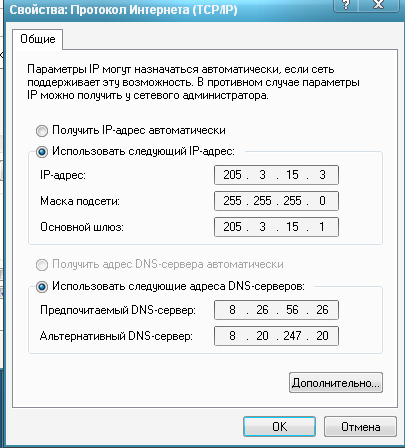 Свойства: Протокол Интернета (TCP/IP)
Общие
Параметры IP могут назначаться автоматически, если сеть
поддерживает эту возможность. В противном случае параметры
IP можно получить у сетевого администратора.
Получить IP-адрес автоматически
Использовать следующий IP-адрес:
IP-адрес: 205 . 3 . 15 . 3
Маска подсети: 255 . 255 . 255 . 0
Основной шлюз: 205 . 3 . 15 . 1
Получить адрес DNS-сервера автоматически
Использовать следующие адреса DNS-серверов:
Предпочитаемый DNS-сервер: 8 . 26 . 56 . 26
Альтернативный DNS-сервер: 8 . 20 . 247 . 20
Дополнительно...
OK Отмена